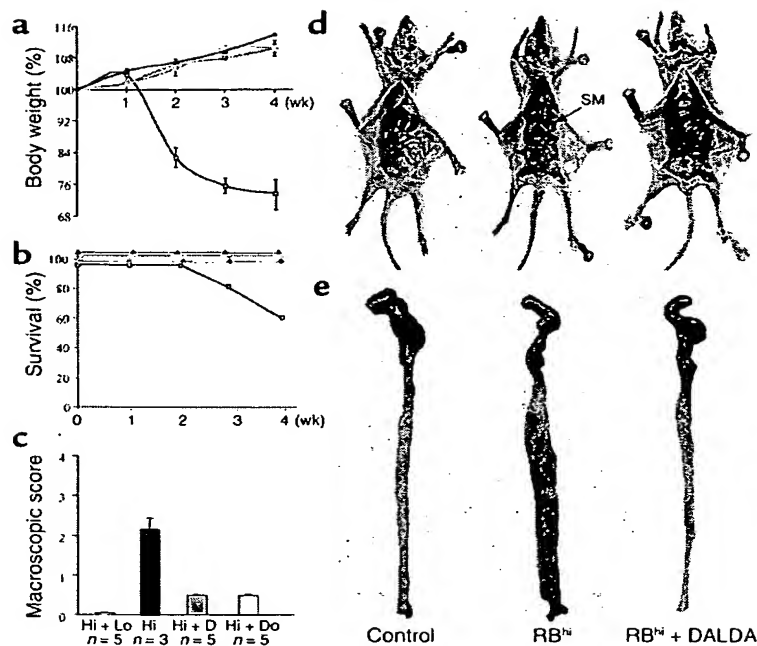 a
Body weight (%)
116
108
100
92
84
76
68
1 2 3 4 (wk)
b
Survival (%)
100
80
60
40
20
0
0 1 2 3 4 (wk)
c
Macroscopic score
4
3
2
1
0
Hi + Lo Hi Hi + D Hi + Do
n = 5 n = 3 n = 5 n = 5
d
SM
e
Control RBhi RBhi + DALDA